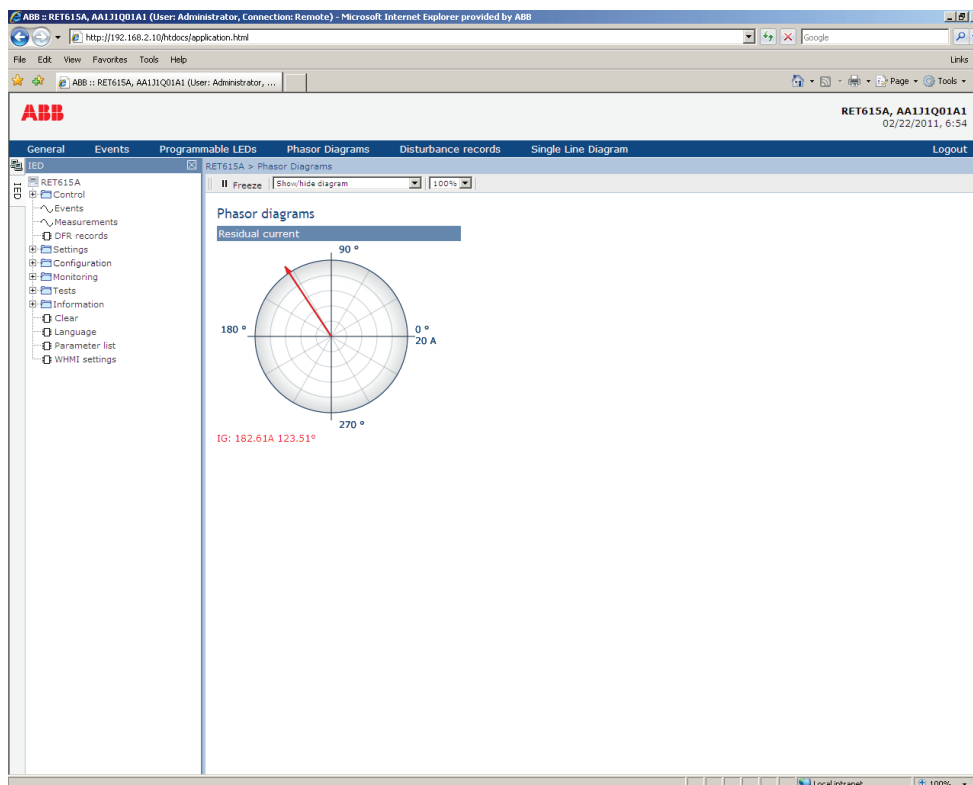 ABB :: RET615A, AA1J1Q01A1 (User: Administrator, Connection: Remote) - Microsoft Internet Explorer provided by ABB
http://192.168.2.10/htdocs/application.html
Google
File Edit View Favorites Tools Help
Links
ABB :: RET615A, AA1J1Q01A1 (User: Administrator, ...
Page Tools
ABB
RET615A, AA1J1Q01A1
02/22/2011, 6:54
General Events Programmable LEDs Phasor Diagrams Disturbance records Single Line Diagram Logout
IED
IED
RET615A > Phasor Diagrams
Freeze Show/hide diagram 100%
RET615A
Control
Events
Measurements
DFR records
Settings
Configuration
Monitoring
Tests
Information
Clear
Language
Parameter list
WHMI settings
Phasor diagrams
Residual current
90 °
180 °
0 °
20 A
270 °
IG: 182.61A 123.51°
Local intranet
100%